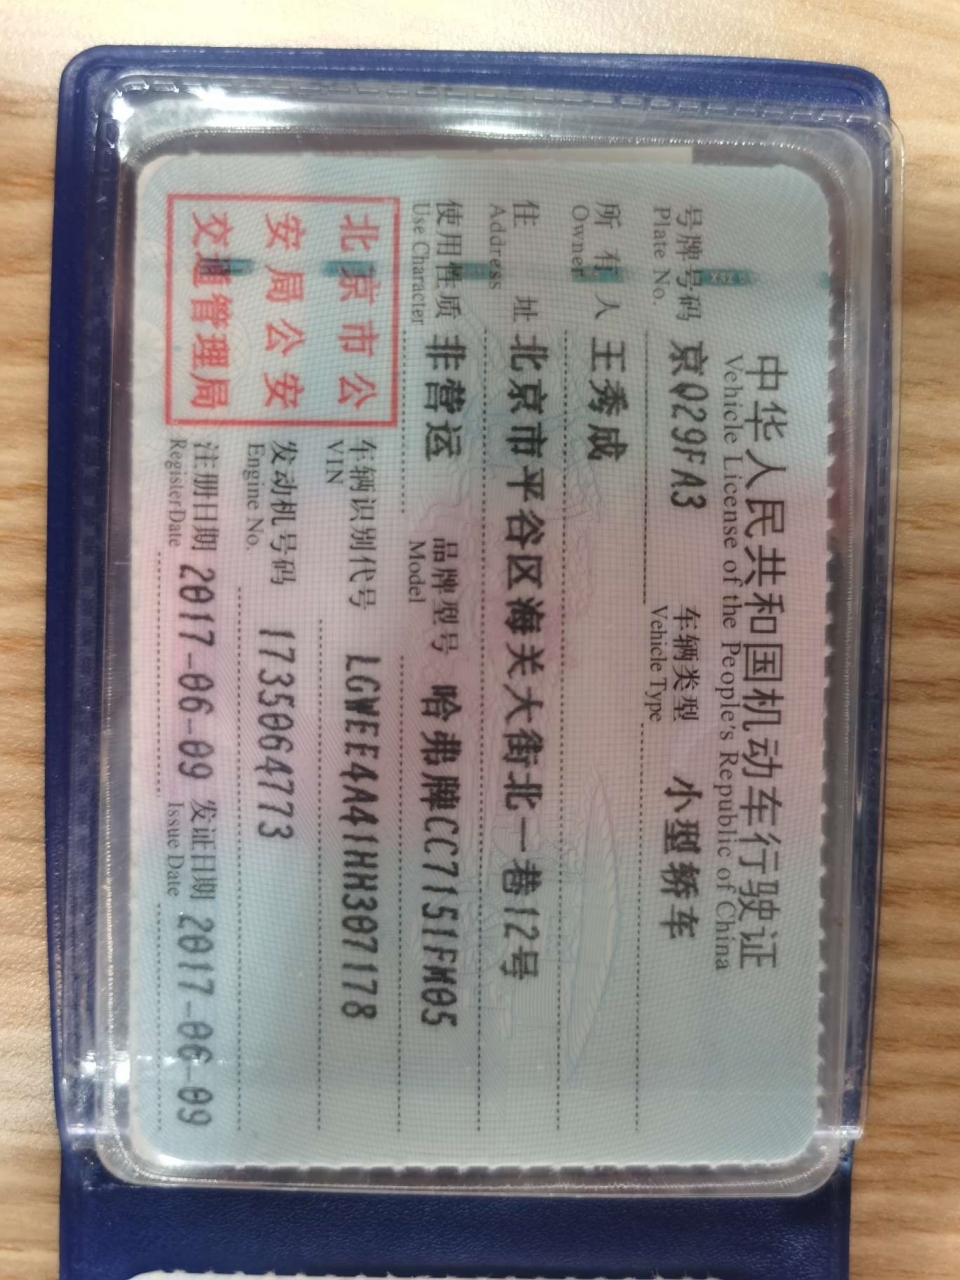 中华人民共和国机动车行驶证
Vehicle License of the People's Republic of China
号牌号码 京Q29FA3 车辆类型 小型轿车
Plate No. Vehicle Type
所有人 王秀成
Owner
住址 北京市平谷区海关大街北一巷12号
Address
使用性质 非营运 品牌型号 哈弗牌CC7151FM05
Use Character Model
北京市公
安局公安
交通管理局
车辆识别代号 LGWEE4A41HH307178
VIN
发动机号码 1735064773
Engine No.
注册日期 2017-06-09 发证日期 2017-06-09
Register Date Issue Date